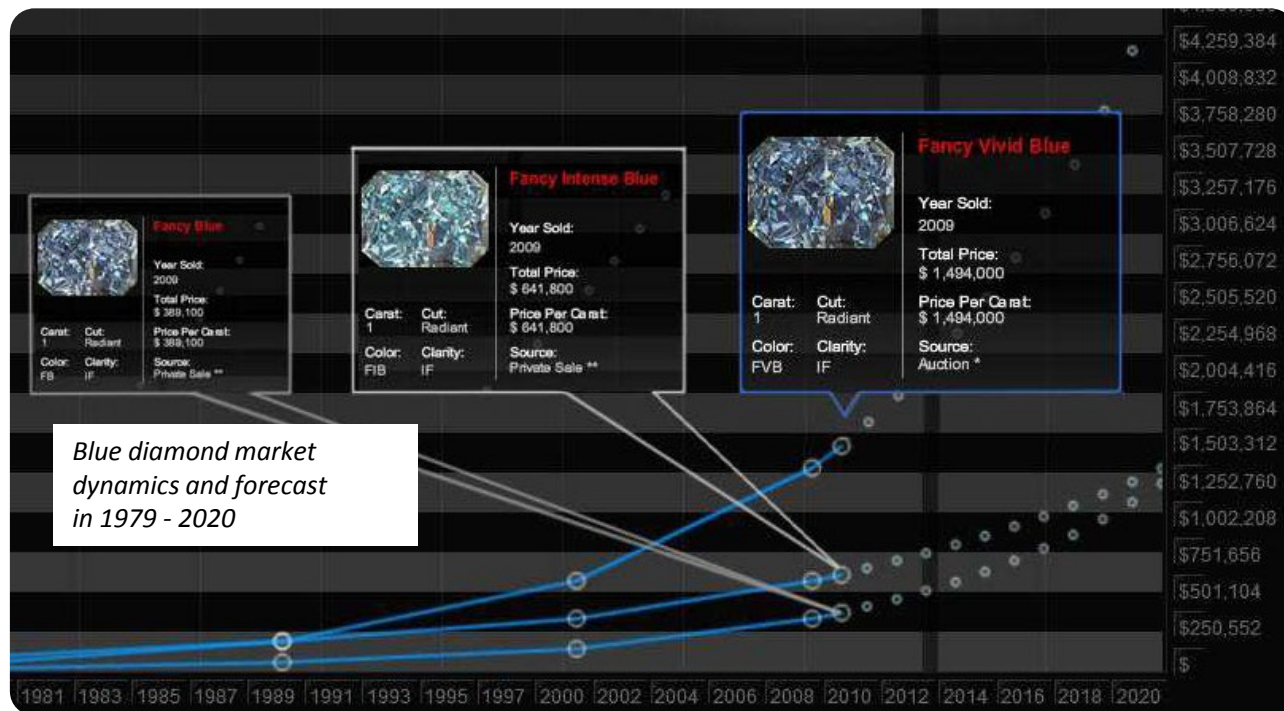 $4,259,384
$4,008,832
$3,758,280
$3,507,728
$3,257,176
$3,006,624
$2,756,072
$2,505,520
$2,254,968
$2,004,416
$1,753,864
$1,503,312
$1,252,760
$1,002,208
$751,656
$501,104
$250,552
$
Fancy Blue
Year Sold:
2009
Total Price:
$ 389,100
Carat: Cut:
1 Radiant
Price Per Carat:
$ 389,100
Color: Clarity:
FB IF
Source:
Private Sale **
Fancy Intense Blue
Year Sold:
2009
Total Price:
$ 641,800
Carat: Cut:
1 Radiant
Price Per Carat:
$ 641,800
Color: Clarity:
FIB IF
Source:
Private Sale **
Fancy Vivid Blue
Year Sold:
2009
Total Price:
$ 1,494,000
Carat: Cut:
1 Radiant
Price Per Carat:
$ 1,494,000
Color: Clarity:
FVB IF
Source:
Auction *
Blue diamond market
dynamics and forecast
in 1979 - 2020
1981 1983 1985 1987 1989 1991 1993 1995 1997 2000 2002 2004 2006 2008 2010 2012 2014 2016 2018 2020